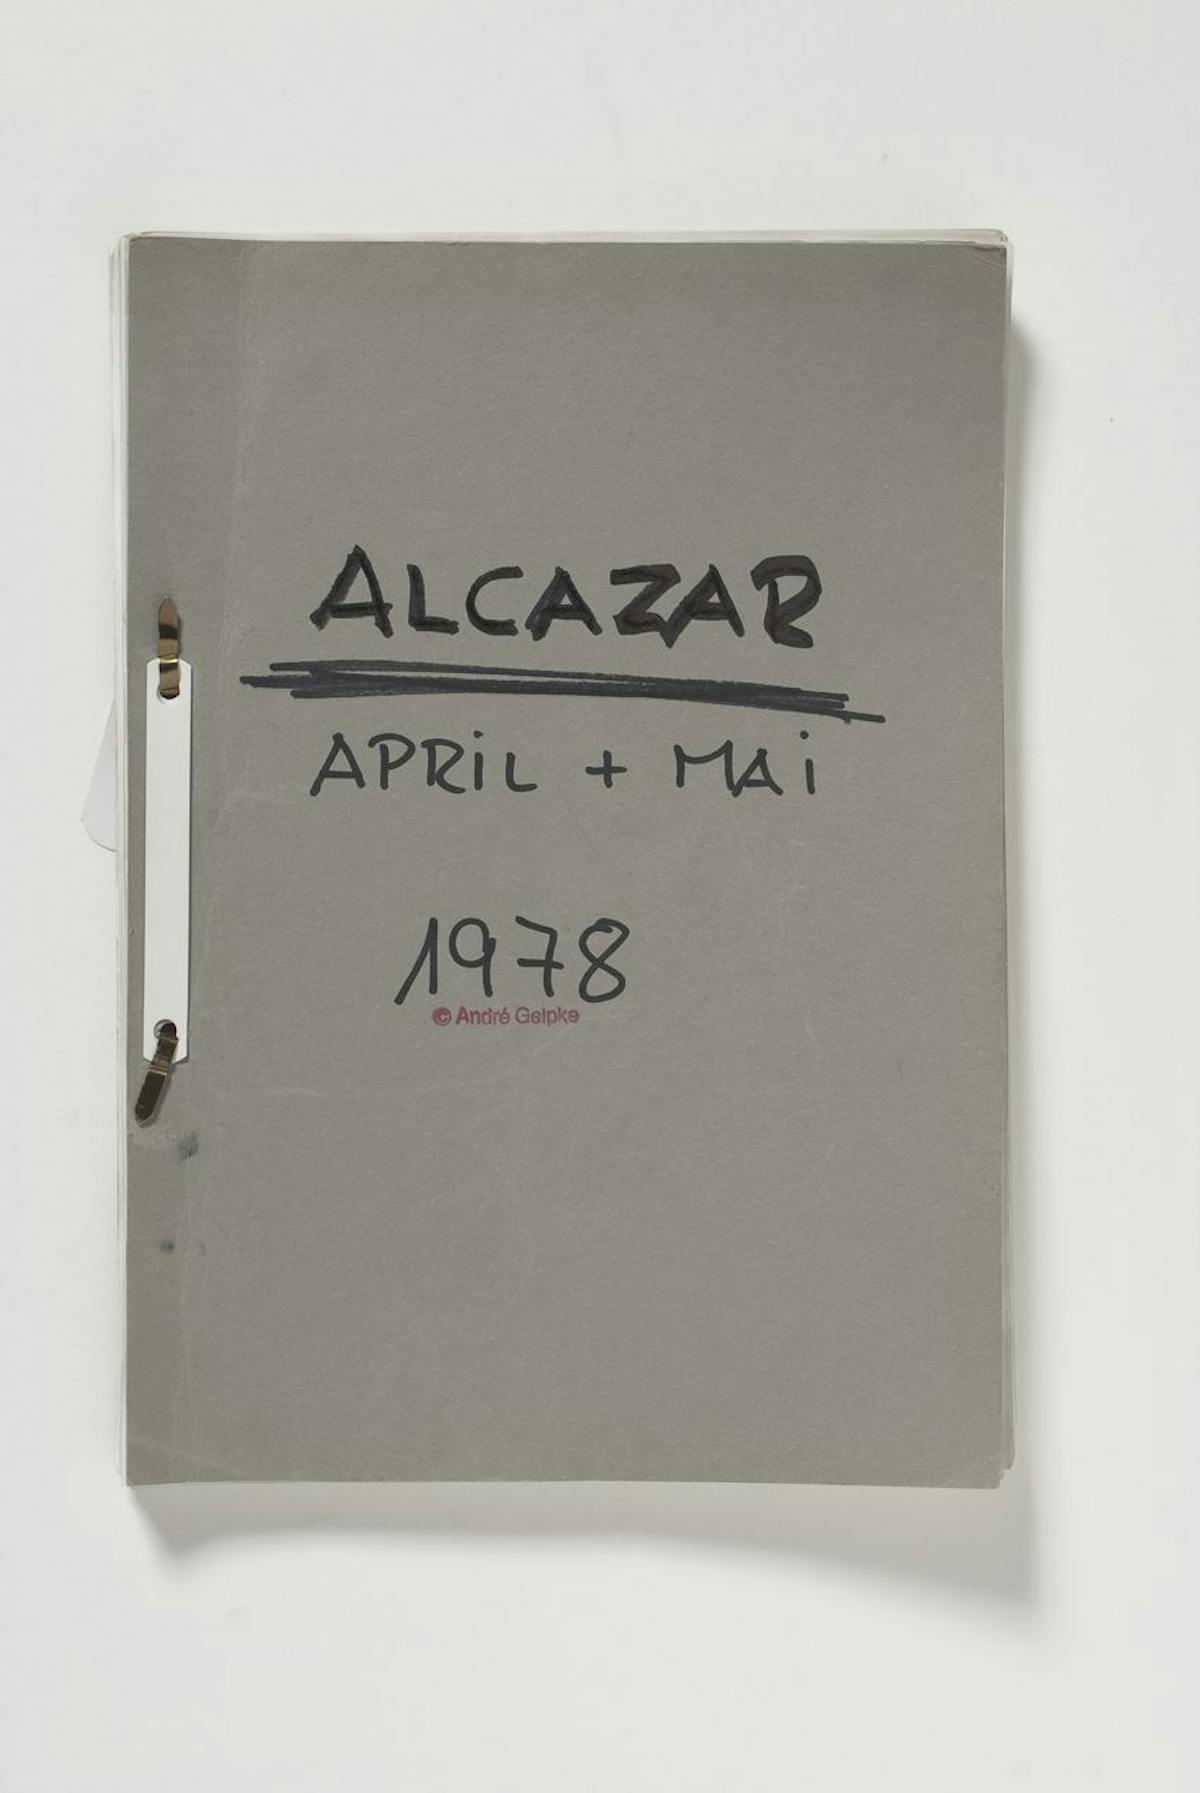 ALCAZAR
APRiL + MAi
1978
© André Gelpke